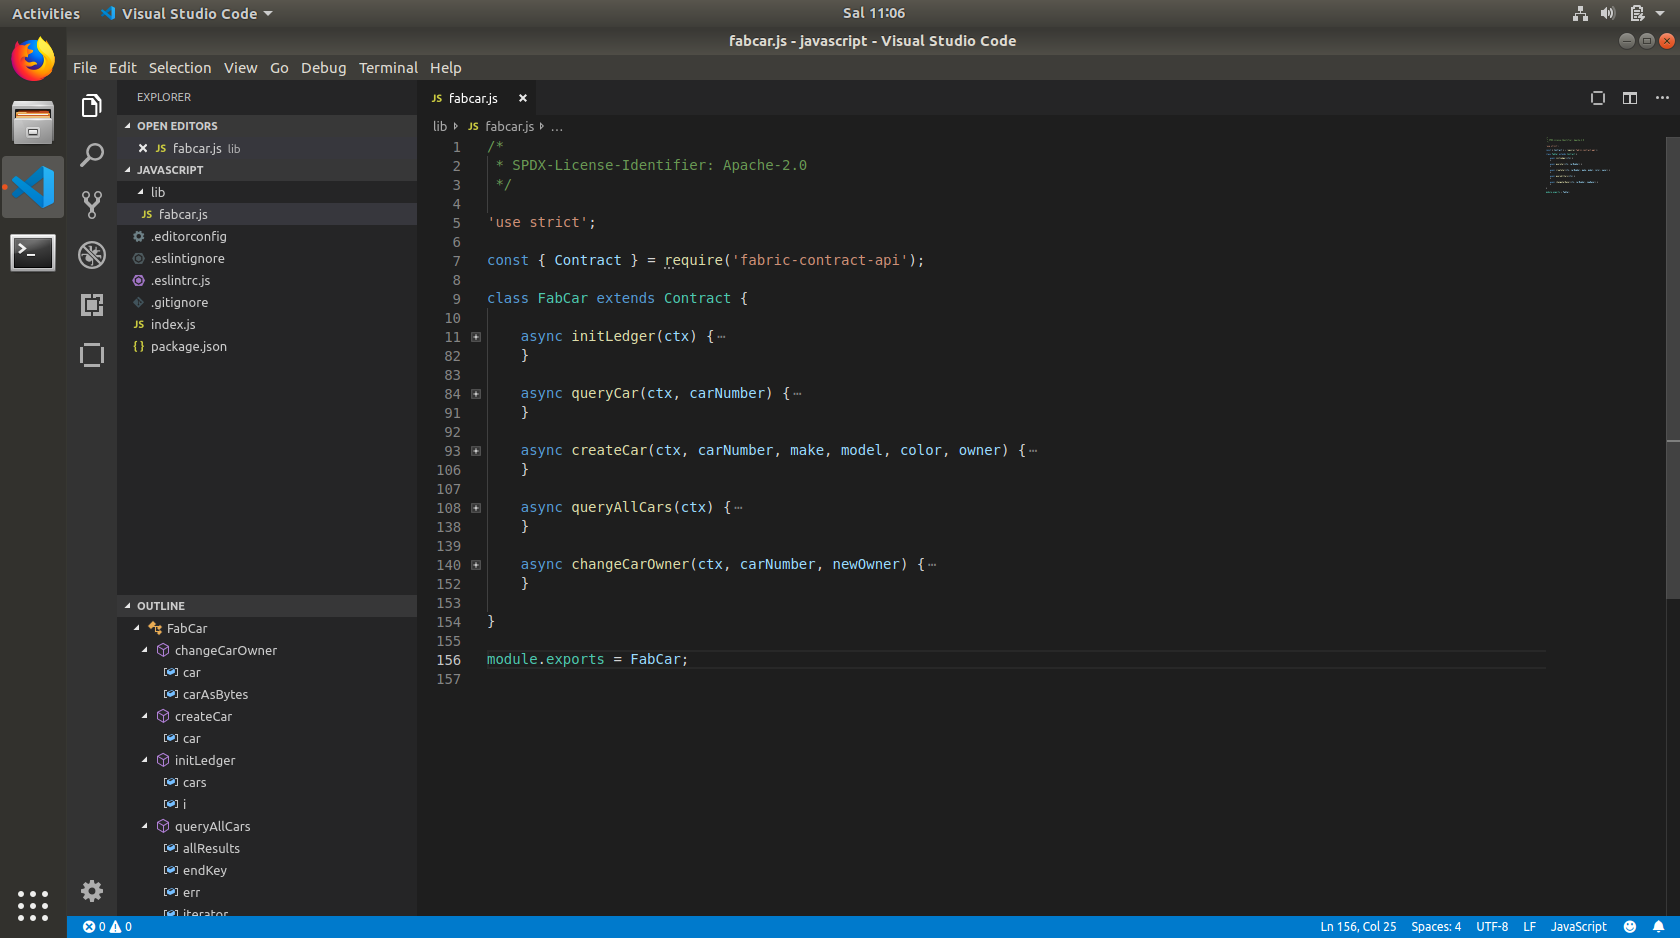 Activities Visual Studio Code Sal 11:06
fabcar.js - javascript - Visual Studio Code
File Edit Selection View Go Debug Terminal Help
EXPLORER
OPEN EDITORS
JS fabcar.js lib
JAVASCRIPT
lib
JS fabcar.js
.editorconfig
.eslintignore
.eslintrc.js
.gitignore
JS index.js
{ } package.json
OUTLINE
FabCar
changeCarOwner
car
carAsBytes
createCar
car
initLedger
cars
i
queryAllCars
allResults
endKey
err
iterator
JS fabcar.js
lib JS fabcar.js ...
1 /*
2 * SPDX-License-Identifier: Apache-2.0
3 */
4
5 'use strict';
6
7 const { Contract } = require('fabric-contract-api');
8
9 class FabCar extends Contract {
10
11 async initLedger(ctx) {...
82 }
83
84 async queryCar(ctx, carNumber) {...
91 }
92
93 async createCar(ctx, carNumber, make, model, color, owner) {...
106 }
107
108 async queryAllCars(ctx) {...
138 }
139
140 async changeCarOwner(ctx, carNumber, newOwner) {...
152 }
153
154 }
155
156 module.exports = FabCar;
157
0 0 Ln 156, Col 25 Spaces: 4 UTF-8 LF JavaScript